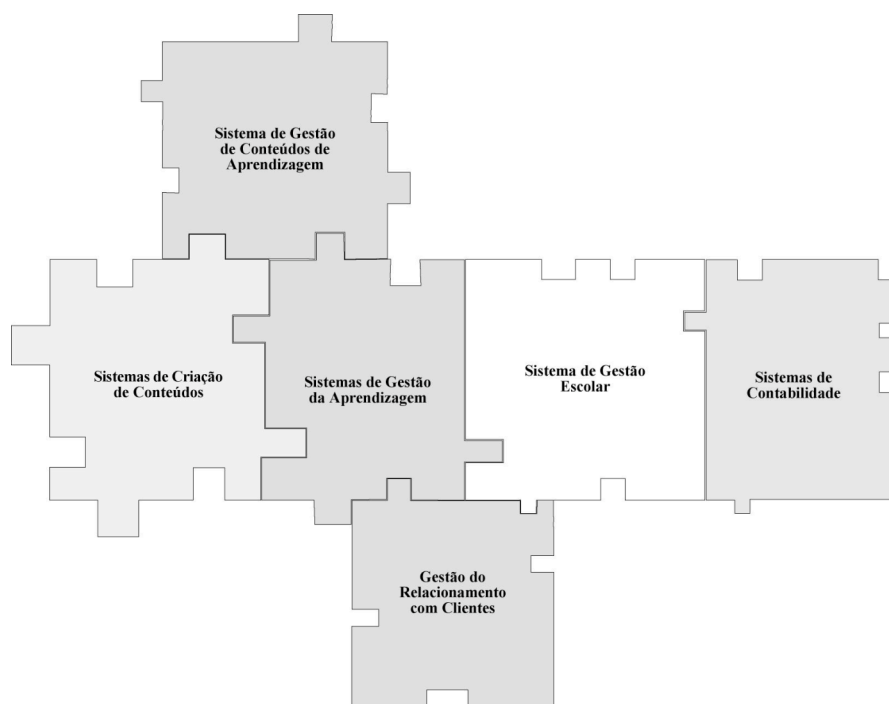 Sistema de Gestão
de Conteúdos de
Aprendizagem
Sistemas de Criação
de Conteúdos
Sistemas de Gestão
da Aprendizagem
Sistema de Gestão
Escolar
Sistemas de
Contabilidade
Gestão do
Relacionamento
com Clientes